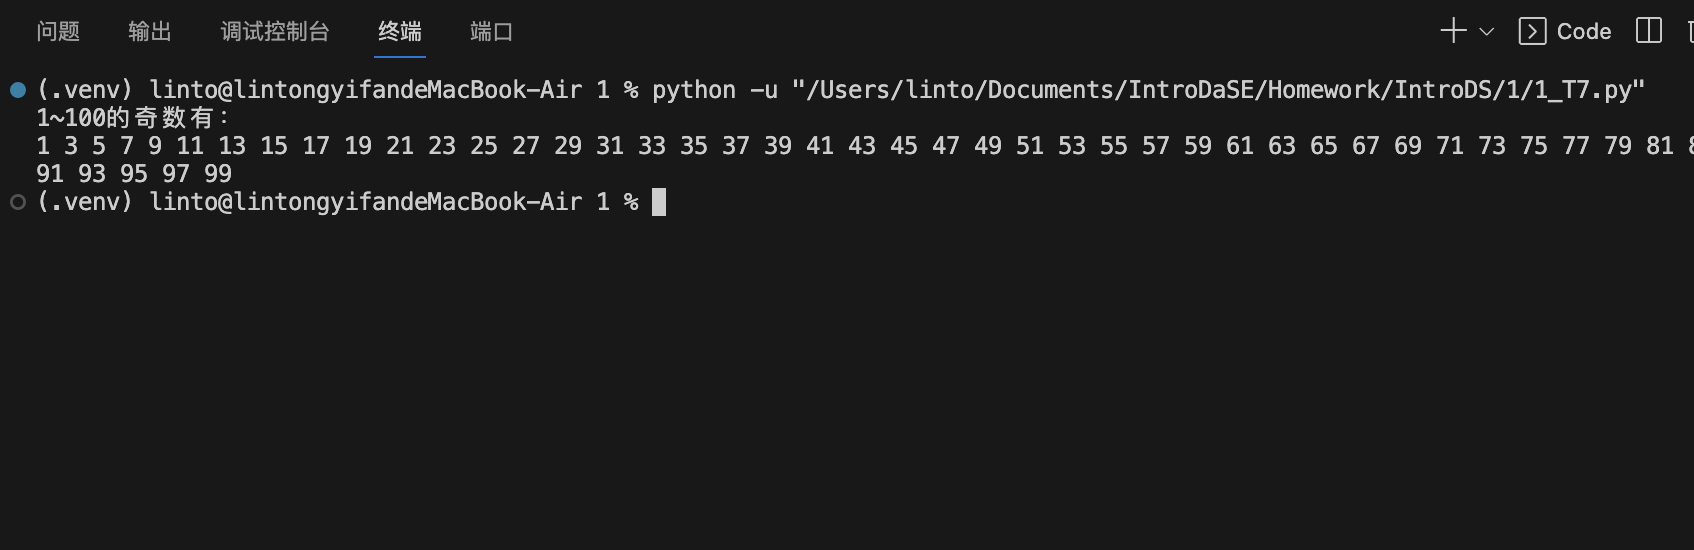 问题 输出 调试控制台 终端 端口 Code
(.venv) linto@lintongyifandeMacBook-Air 1 % python -u "/Users/linto/Documents/IntroDaSE/Homework/IntroDS/1/1_T7.py"
1~100的奇数有：
1 3 5 7 9 11 13 15 17 19 21 23 25 27 29 31 33 35 37 39 41 43 45 47 49 51 53 55 57 59 61 63 65 67 69 71 73 75 77 79 81
91 93 95 97 99
(.venv) linto@lintongyifandeMacBook-Air 1 %